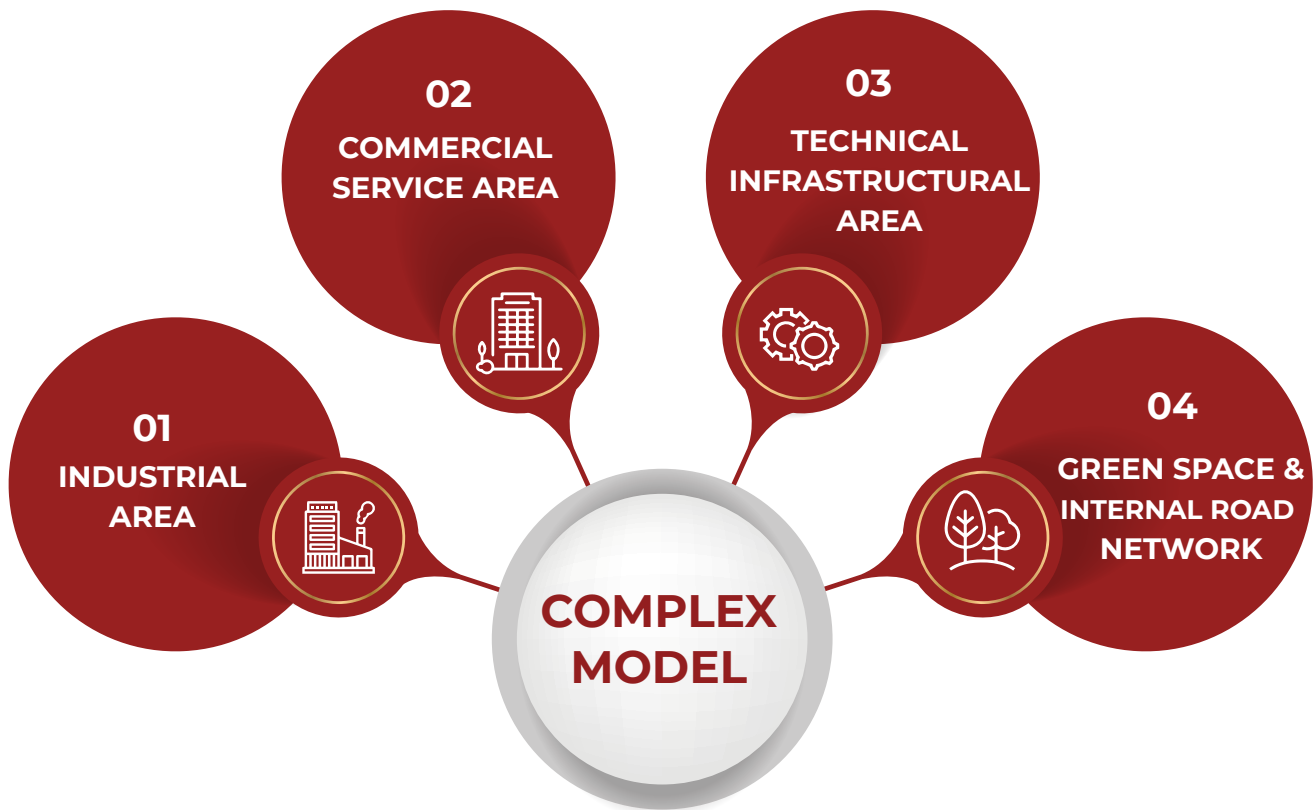 01
INDUSTRIAL
AREA
02
COMMERCIAL
SERVICE AREA
03
TECHNICAL
INFRASTRUCTURAL
AREA
04
GREEN SPACE &
INTERNAL ROAD
NETWORK
COMPLEX
MODEL